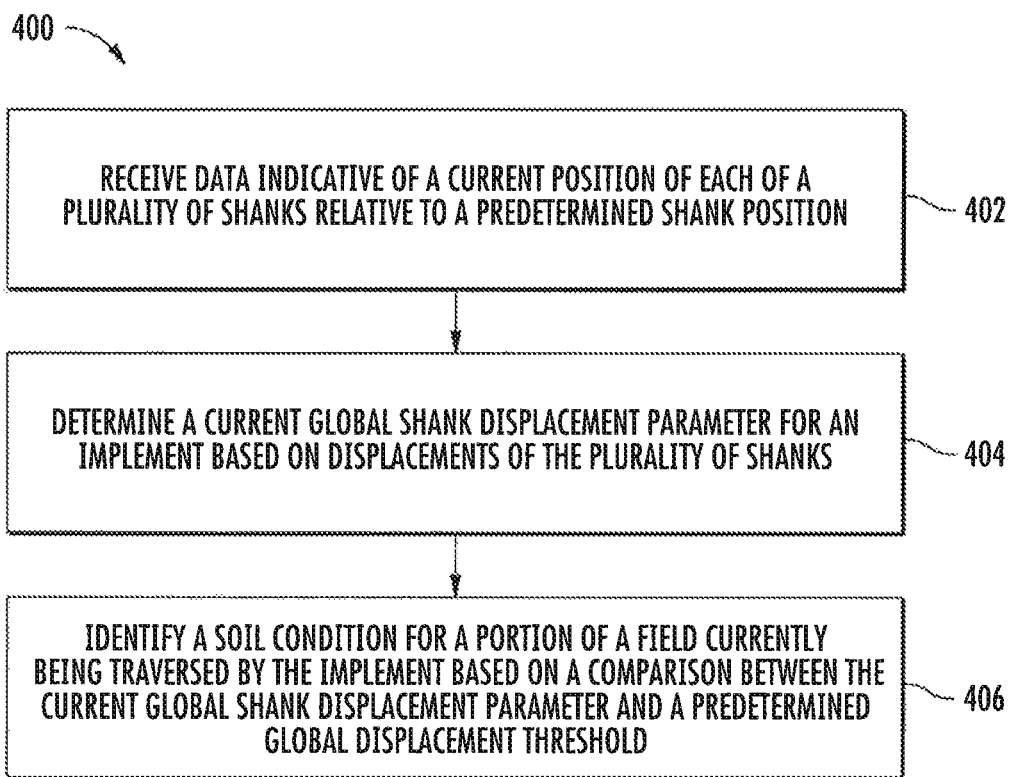 400
RECEIVE DATA INDICATIVE OF A CURRENT POSITION OF EACH OF A
PLURALITY OF SHANKS RELATIVE TO A PREDETERMINED SHANK POSITION
402
DETERMINE A CURRENT GLOBAL SHANK DISPLACEMENT PARAMETER FOR AN
IMPLEMENT BASED ON DISPLACEMENTS OF THE PLURALITY OF SHANKS
404
IDENTIFY A SOIL CONDITION FOR A PORTION OF A FIELD CURRENTLY
BEING TRAVERSED BY THE IMPLEMENT BASED ON A COMPARISON BETWEEN THE
CURRENT GLOBAL SHANK DISPLACEMENT PARAMETER AND A PREDETERMINED
GLOBAL DISPLACEMENT THRESHOLD
406